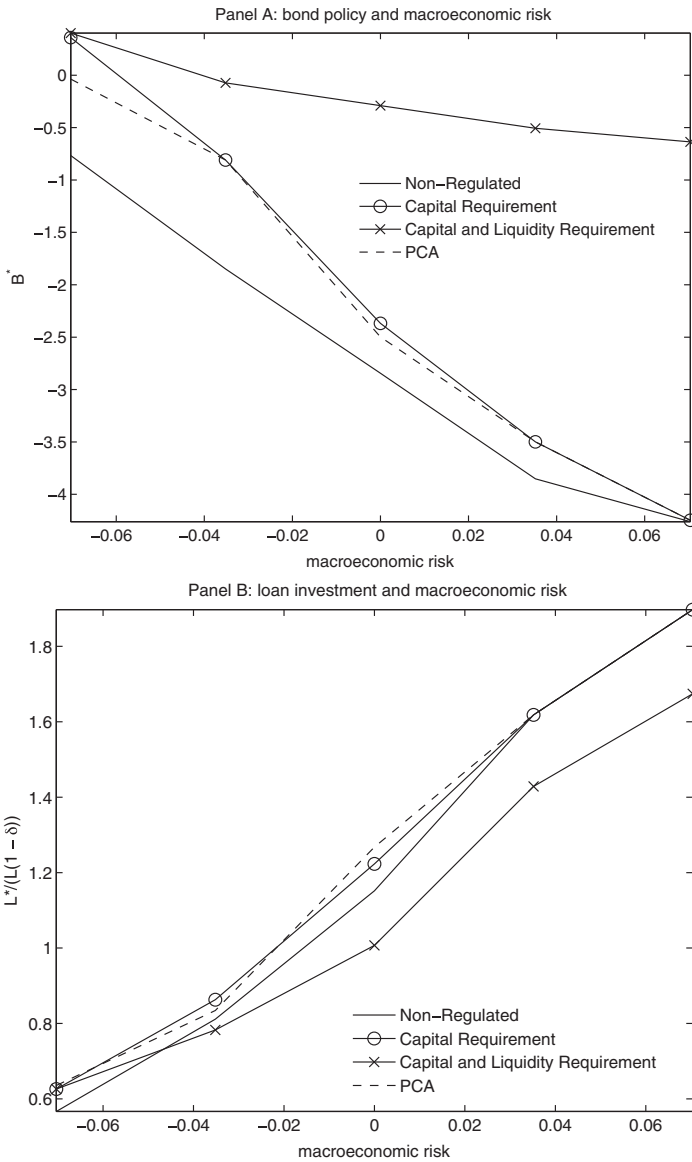 Panel A: bond policy and macroeconomic risk
0
−0.5
−1
−1.5
−2
−2.5
−3
−3.5
−4
B*
Non−Regulated
Capital Requirement
Capital and Liquidity Requirement
PCA
−0.06
−0.04
−0.02
0
0.02
0.04
0.06
macroeconomic risk
Panel B: loan investment and macroeconomic risk
1.8
1.6
1.4
1.2
1
0.8
0.6
L*/(L(1 − δ))
Non−Regulated
Capital Requirement
Capital and Liquidity Requirement
PCA
−0.06
−0.04
−0.02
0
0.02
0.04
0.06
macroeconomic risk